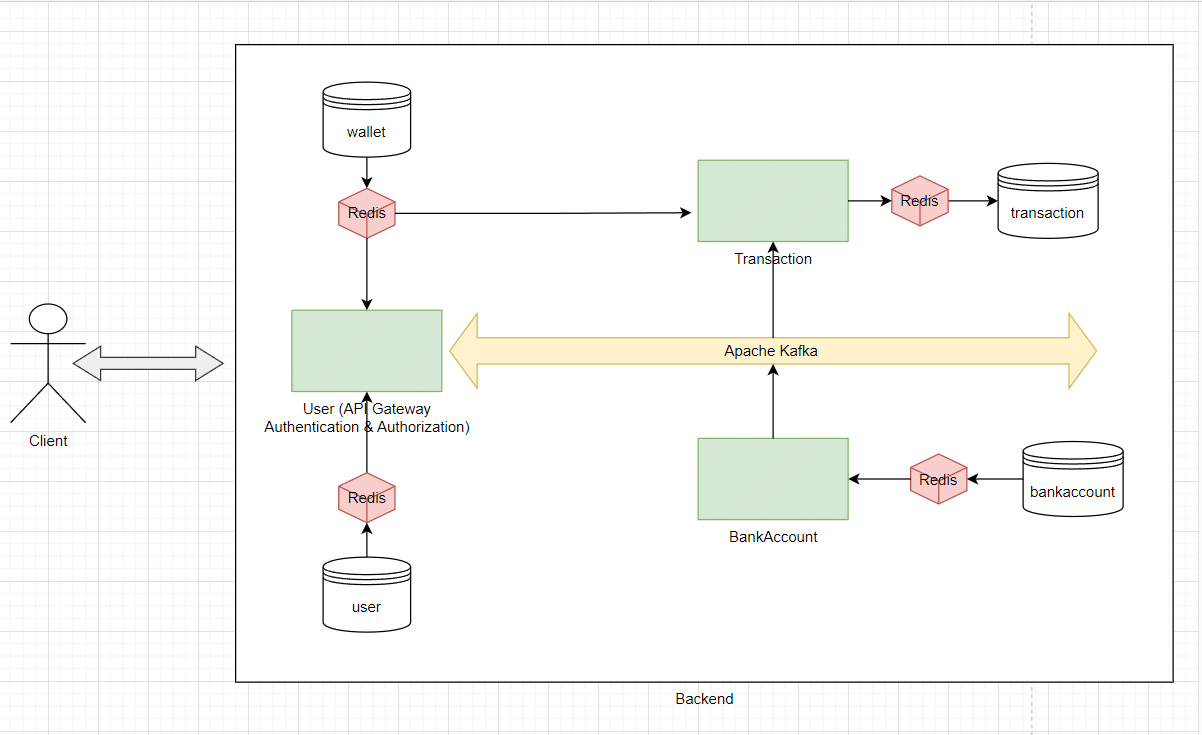 wallet
Redis
Redis
transaction
Transaction
Apache Kafka
User (API Gateway
Authentication & Authorization)
Client
Redis
Redis
bankaccount
BankAccount
user
Backend